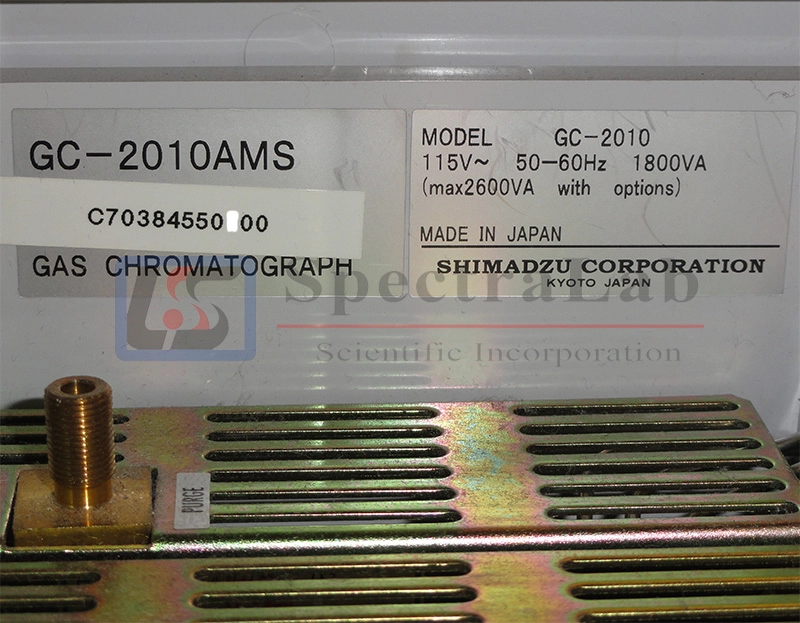 GC-2010AMS
C70384550 00
GAS CHROMATOGRAPH
MODEL GC-2010
115V~ 50-60Hz 1800VA
(max2600VA with options)
MADE IN JAPAN
SHIMADZU CORPORATION
KYOTO JAPAN
LS SpectraLab
Scientific Incorporation
PURGE